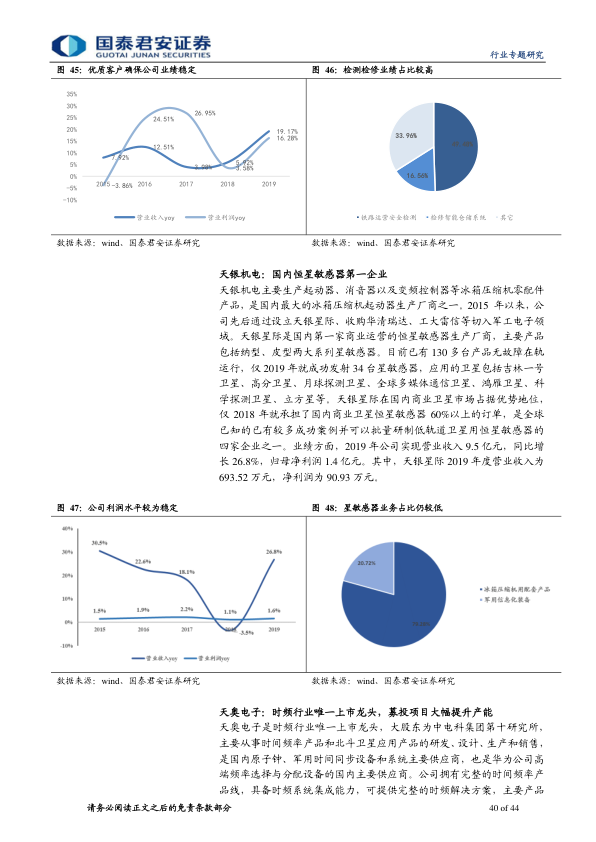 国泰君安证券
GUOTAI JUNAN SECURITIES
行业专题研究
图 45：优质客户确保公司业绩稳定
35%
30%
25%
20%
15%
10%
5%
0%
-5%
-10%
7.92%
-3.86%
24.51%
12.51%
26.95%
3.98%
5.92%
3.58%
19.17%
16.28%
2015 2016 2017 2018 2019
营业收入yoy 营业利润yoy
图 46：检测检修业绩占比较高
33.96%
16.56%
铁路运营安全检测 检修智能仓储系统 其它
数据来源：wind，国泰君安证券研究
数据来源：wind，国泰君安证券研究
天银机电：国内恒星敏感器第一企业
天银机电主要生产起动器、消音器以及变频控制器等冰箱压缩机零配件
产品，是国内最大的冰箱压缩机起动器生产厂商之一。2015 年以来，公
司先后通过设立天银星际、收购华清瑞达、工大雷信等切入军工电子领
域。天银星际是国内第一家商业运营的恒星敏感器生产厂商，主要产品
包括纳型、皮型两大系列星敏感器。目前已有 130 多台产品无故障在轨
运行，仅 2019 年就成功发射 34 台星敏感器，应用的卫星包括吉林一号
卫星、高分卫星、月球探测卫星、全球多媒体通信卫星、鸿雁卫星、科
学探测卫星、立方星等。天银星际在国内商业卫星市场占据优势地位，
仅 2018 年就承担了国内商业卫星恒星敏感器 60%以上的订单，是全球
已知的已有较多成功案例并可以批量研制低轨道卫星用恒星敏感器的
四家企业之一。业绩方面，2019 年公司实现营业收入 9.5 亿元，同比增
长 26.8%，归母净利润 1.4 亿元。其中，天银星际 2019 年度营业收入为
693.52 万元，净利润为 90.93 万元。
图 47：公司利润水平较为稳定
40%
30%
20%
10%
0%
-10%
30.5%
22.6%
18.1%
-3.5%
26.8%
1.5% 1.9% 2.2% 1.1% 1.6%
2015 2016 2017 2018 2019
营业收入yoy 营业利润yoy
图 48：星敏感器业务占比仍较低
20.72%
冰箱压缩机用配套产品
军用信息化装备
数据来源：wind，国泰君安证券研究
数据来源：wind，国泰君安证券研究
天奥电子：时频行业唯一上市龙头，募投项目大幅提升产能
天奥电子是时频行业唯一上市龙头，大股东为中电科集团第十研究所，
主要从事时间频率产品和北斗卫星应用产品的研发、设计、生产和销售，
是国内原子钟、军用时间同步设备和系统主要供应商，也是华为公司高
端频率选择与分配设备的国内主要供应商。公司拥有完整的时间频率产
品线，具备时频系统集成能力，可提供完整的时频解决方案，主要产品
请务必阅读正文之后的免责条款部分
40 of 44